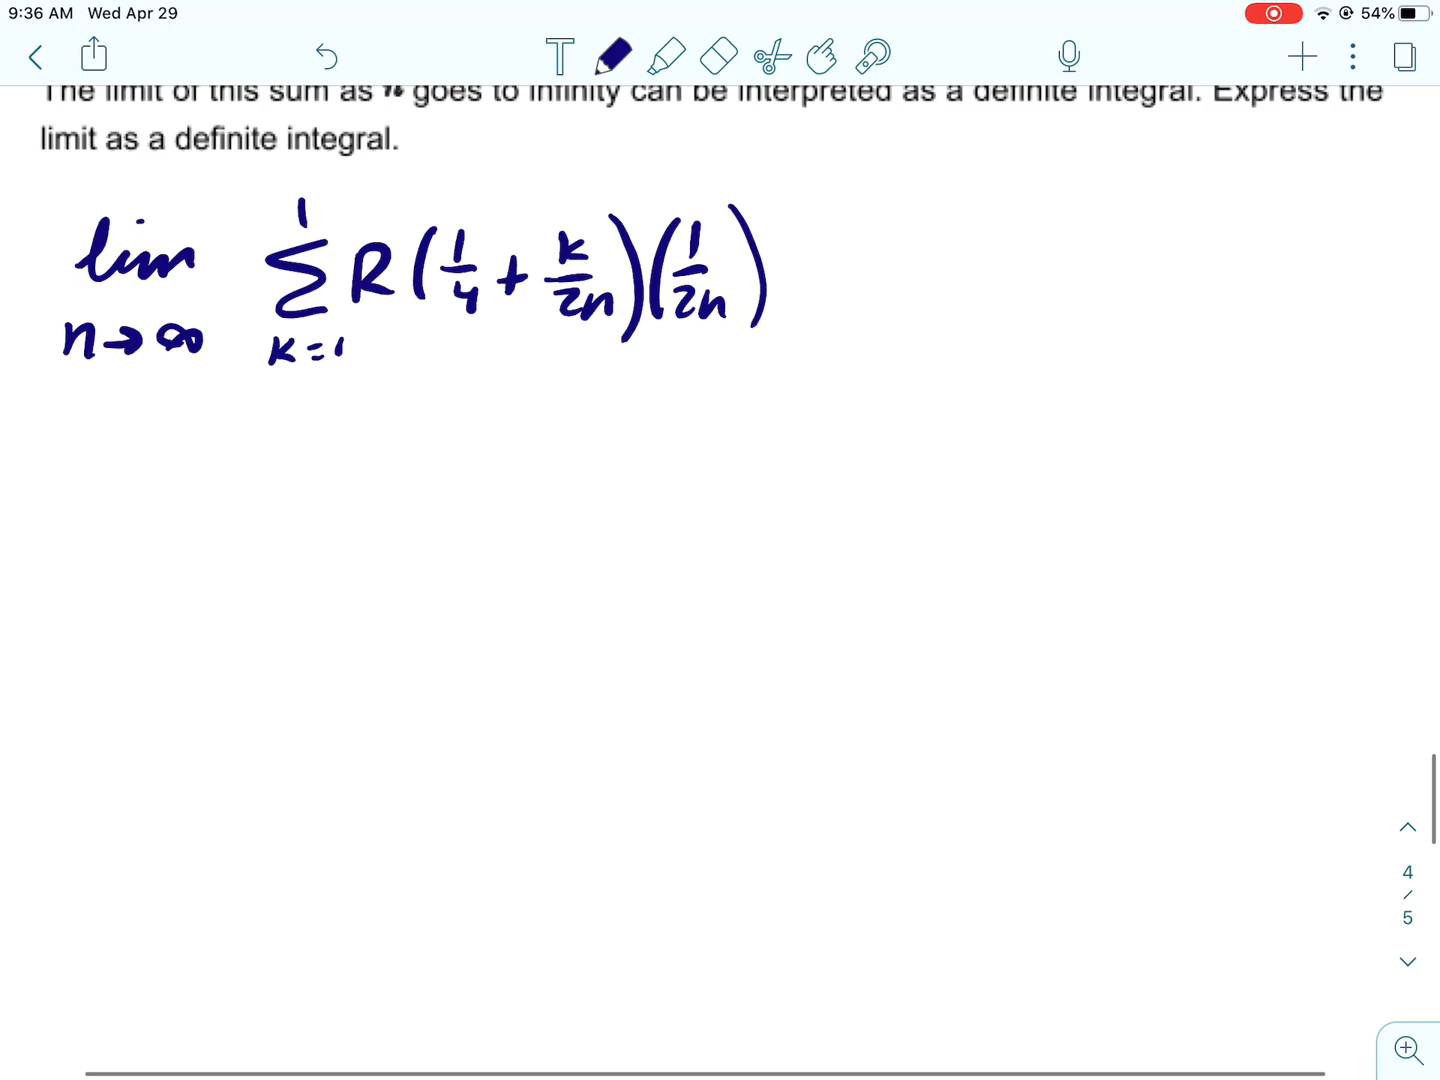 9:36 AM Wed Apr 29 54%
T
The limit of this sum as n goes to infinity can be interpreted as a definite integral. Express the
limit as a definite integral.
lim n→∞ 1 Σ k=1 R(1/4 + k/2n)(1/2n)
4
/
5